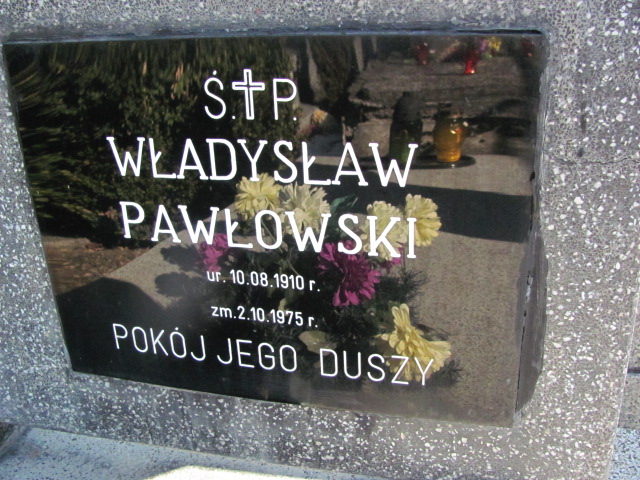 Ś.✝P.
WŁADYSŁAW
PAWŁOWSKI
ur. 10.08.1910 r.
zm.2.10.1975 r.
POKÓJ JEGO DUSZY